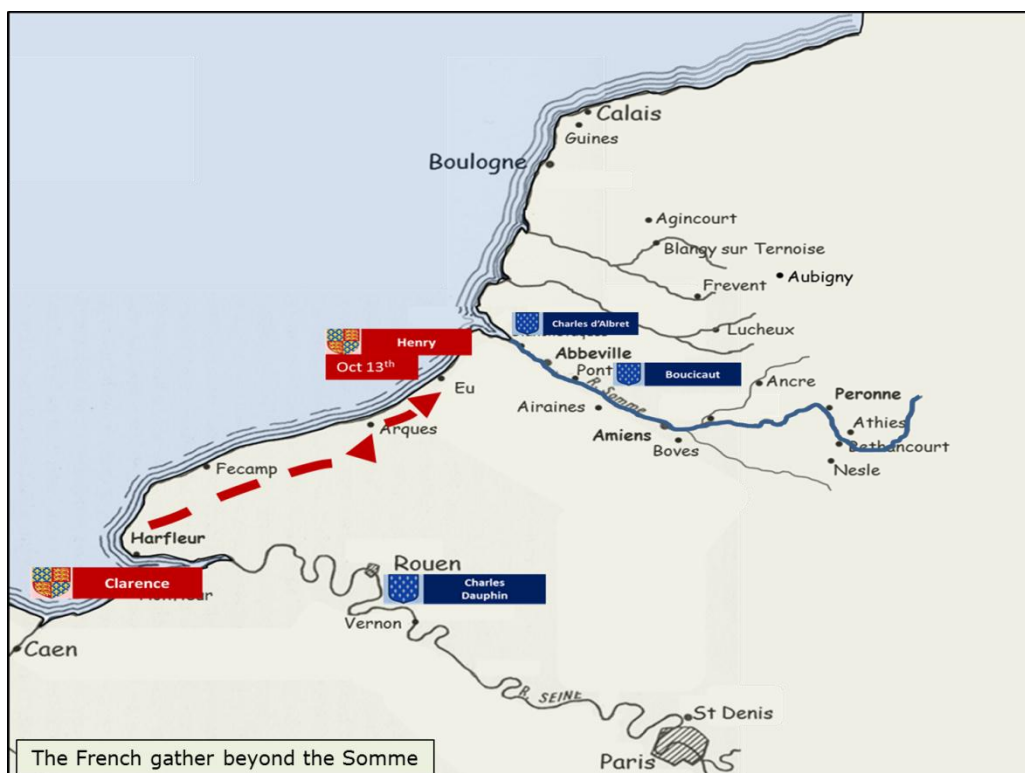 Calais
Guines
Boulogne
Agincourt
Blangy sur Ternoise
Aubigny
Frevent
Charles d'Albret
Lucheux
Henry
Oct 13th
Abbeville
Pont
Boucicaut
Eu
R. Somme
Ancre
Peronne
Airaines
Arques
Athies
Amiens
Bethancourt
Boves
Fecamp
Nesle
Harfleur
Rouen
Clarence
Charles
Dauphin
Vernon
Caen
R. SEINE
St Denis
Paris
The French gather beyond the Somme